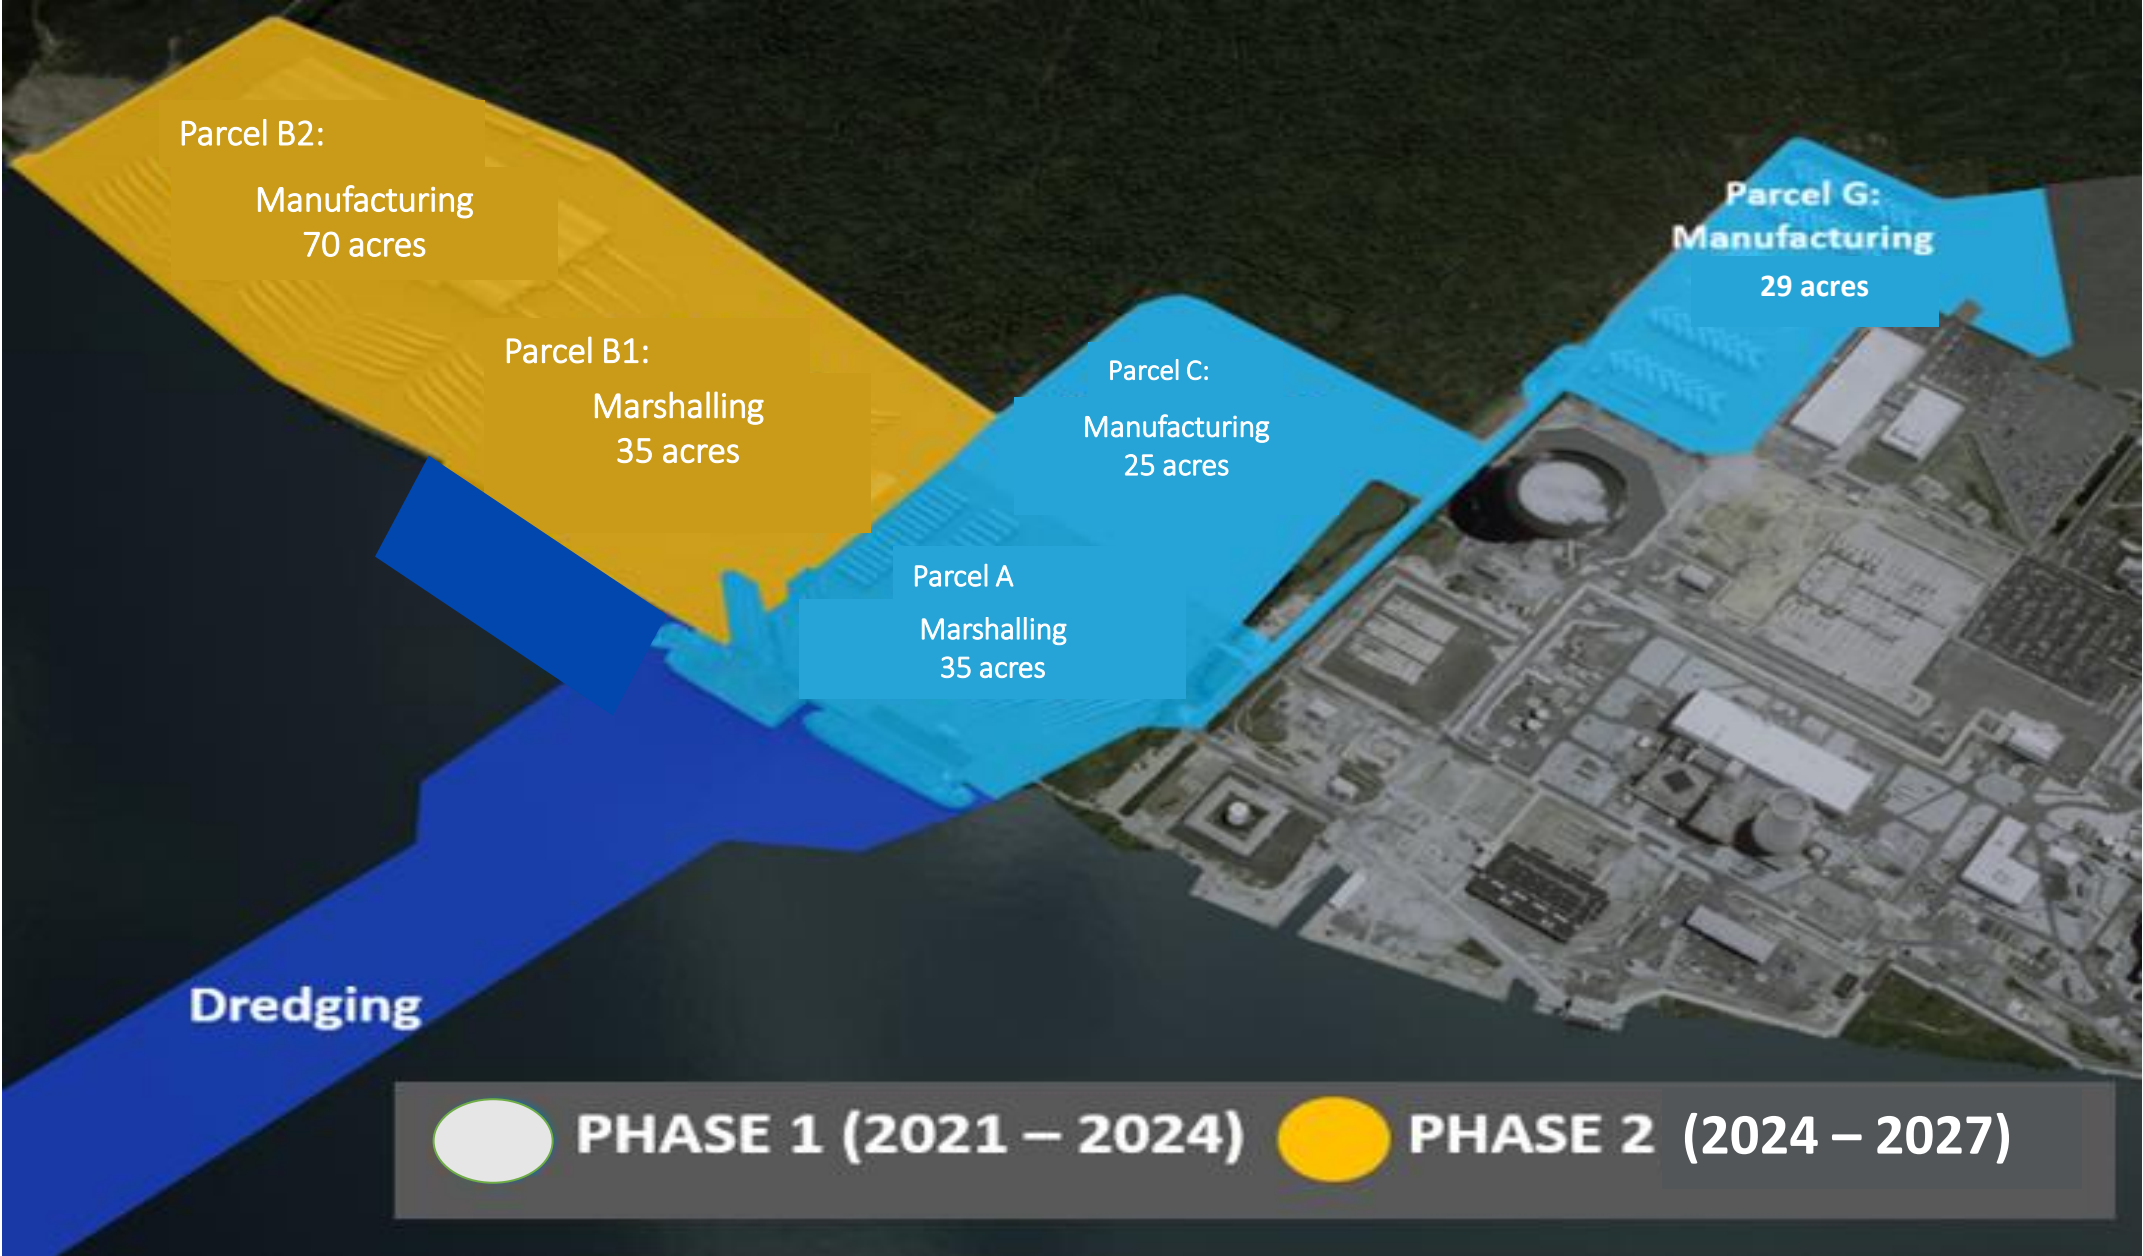 Parcel B2:
Manufacturing
70 acres
Parcel B1:
Marshalling
35 acres
Parcel C:
Manufacturing
25 acres
Parcel A
Marshalling
35 acres
Parcel G:
Manufacturing
29 acres
Dredging
PHASE 1 (2021 – 2024)
PHASE 2 (2024 – 2027)